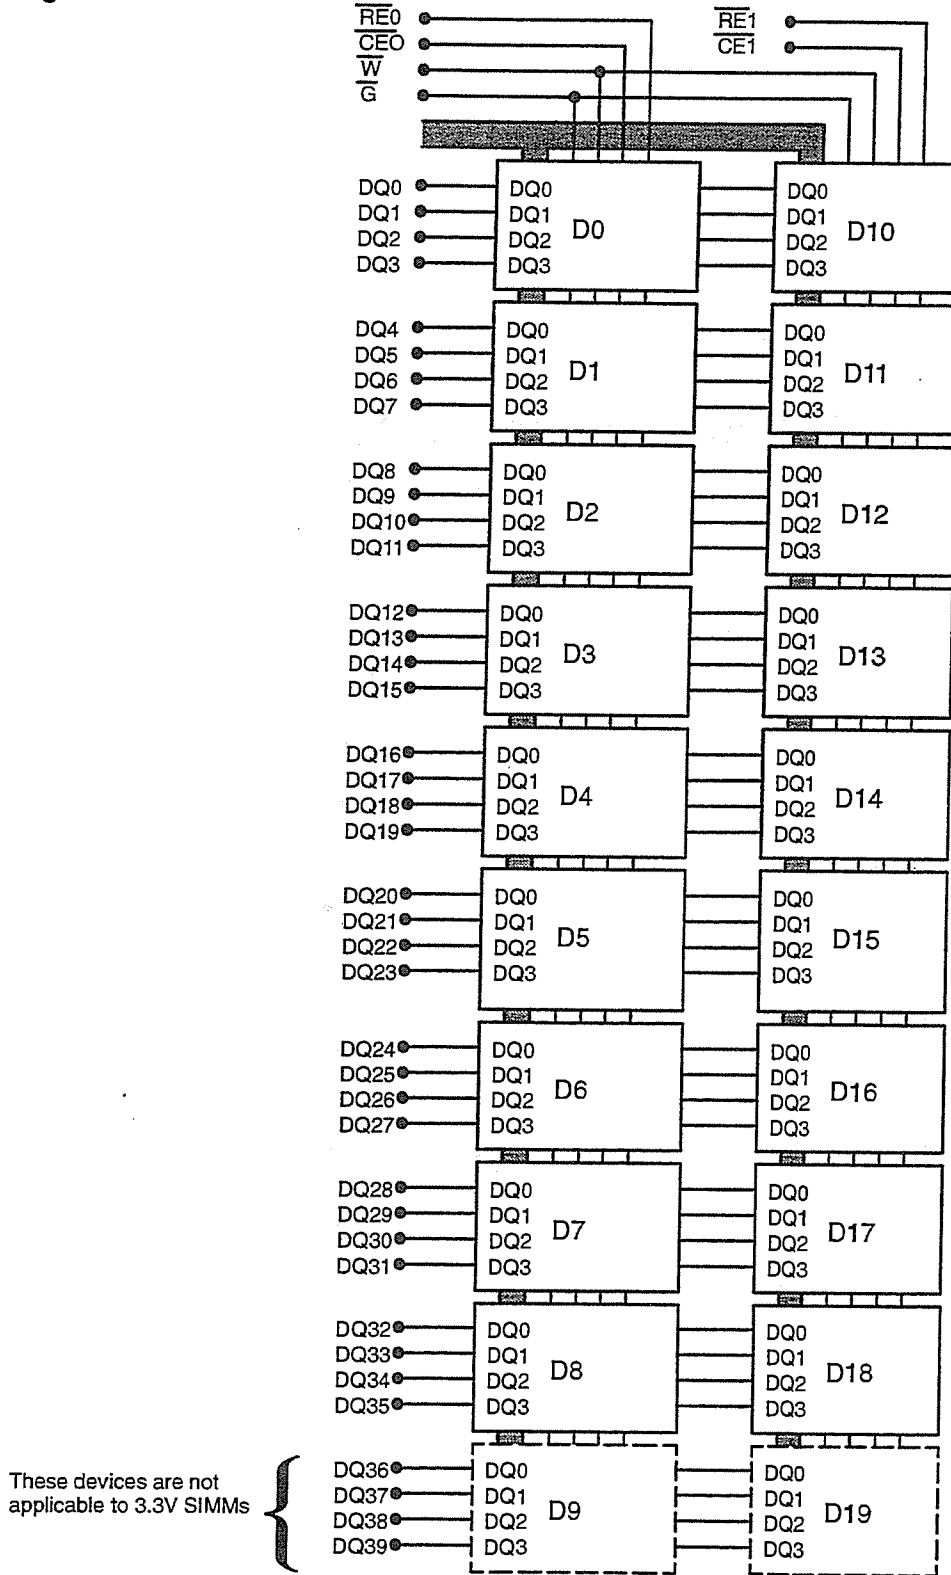 RE0 RE1
CEO CE1
W
G
DQ0 DQ0 DQ0
DQ1 DQ1 DQ1
D0 D10
DQ2 DQ2 DQ2
DQ3 DQ3 DQ3
DQ4 DQ0 DQ0
DQ5 DQ1 DQ1
D1 D11
DQ6 DQ2 DQ2
DQ7 DQ3 DQ3
DQ8 DQ0 DQ0
DQ9 DQ1 DQ1
D2 D12
DQ10 DQ2 DQ2
DQ11 DQ3 DQ3
DQ12 DQ0 DQ0
DQ13 DQ1 DQ1
D3 D13
DQ14 DQ2 DQ2
DQ15 DQ3 DQ3
DQ16 DQ0 DQ0
DQ17 DQ1 DQ1
D4 D14
DQ18 DQ2 DQ2
DQ19 DQ3 DQ3
DQ20 DQ0 DQ0
DQ21 DQ1 DQ1
D5 D15
DQ22 DQ2 DQ2
DQ23 DQ3 DQ3
DQ24 DQ0 DQ0
DQ25 DQ1 DQ1
D6 D16
DQ26 DQ2 DQ2
DQ27 DQ3 DQ3
DQ28 DQ0 DQ0
DQ29 DQ1 DQ1
D7 D17
DQ30 DQ2 DQ2
DQ31 DQ3 DQ3
DQ32 DQ0 DQ0
DQ33 DQ1 DQ1
D8 D18
DQ34 DQ2 DQ2
DQ35 DQ3 DQ3
These devices are not
applicable to 3.3V SIMMs
DQ36 DQ0 DQ0
DQ37 DQ1 DQ1
D9 D19
DQ38 DQ2 DQ2
DQ39 DQ3 DQ3